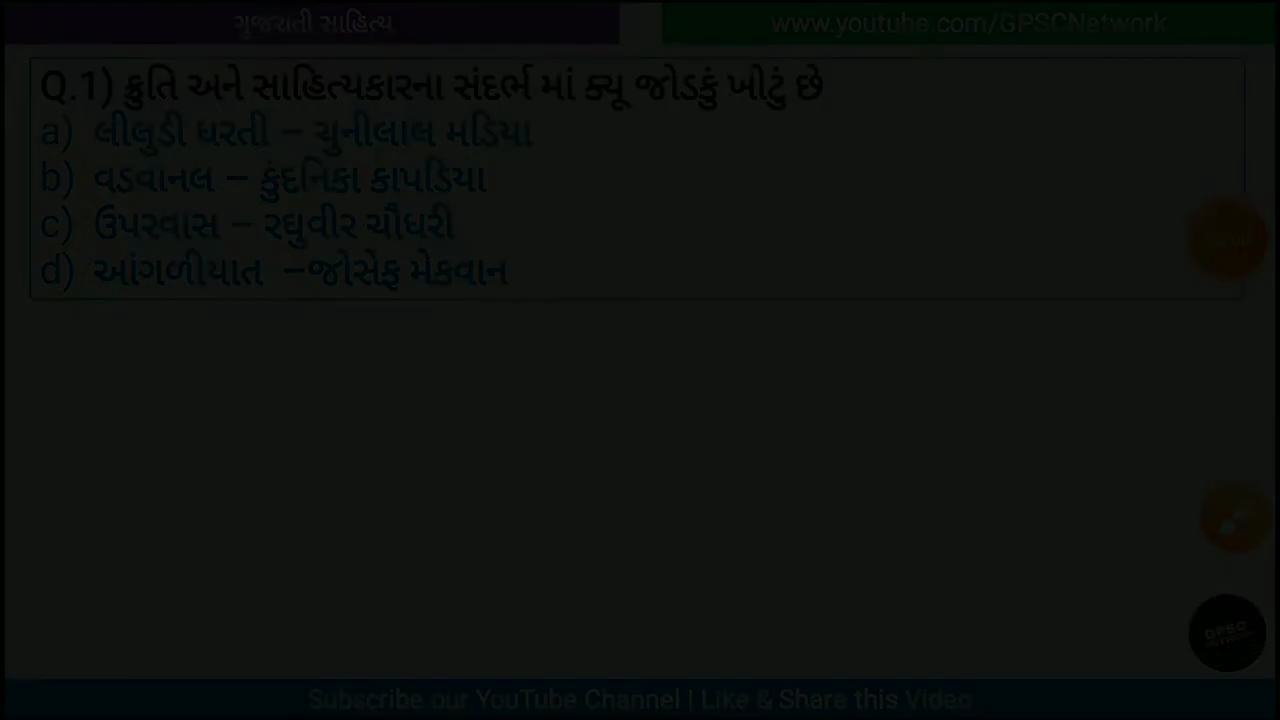 ગૂજરાતી સાહિત્ય
www.youtube.com/GPSCNetwork
Q.1) ક્રુતિ અને સાહિત્યકારના સંદર્ભ માં ક્યૂ જોડકું ખોટું છે
a) લીલુડી ધરતી – ચુનીલાલ મડિયા
b) વડવાનલ – કુંદનિકા કાપડિયા
c) ઉપરવાસ – રઘુવીર ચૌધરી
d) આંગળીયાત –જોસેફ મેકવાન
GPSC
Subscribe our YouTube Channel | Like & Share this Video